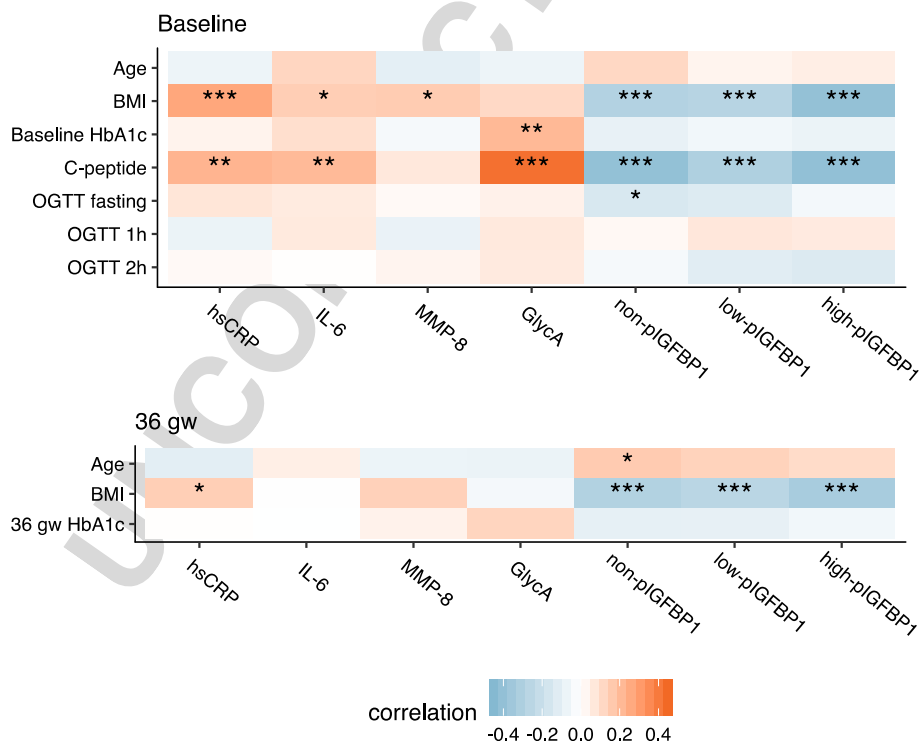 Baseline
Age
BMI *** * * *** *** ***
Baseline HbA1c **
C-peptide ** ** *** *** *** ***
OGTT fasting *
OGTT 1h
OGTT 2h
hsCRP IL-6 MMP-8 GlycA non-pIGFBP1 low-pIGFBP1 high-pIGFBP1
36 gw
Age *
BMI * *** *** ***
36 gw HbA1c
hsCRP IL-6 MMP-8 GlycA non-pIGFBP1 low-pIGFBP1 high-pIGFBP1
correlation
-0.4 -0.2 0.0 0.2 0.4